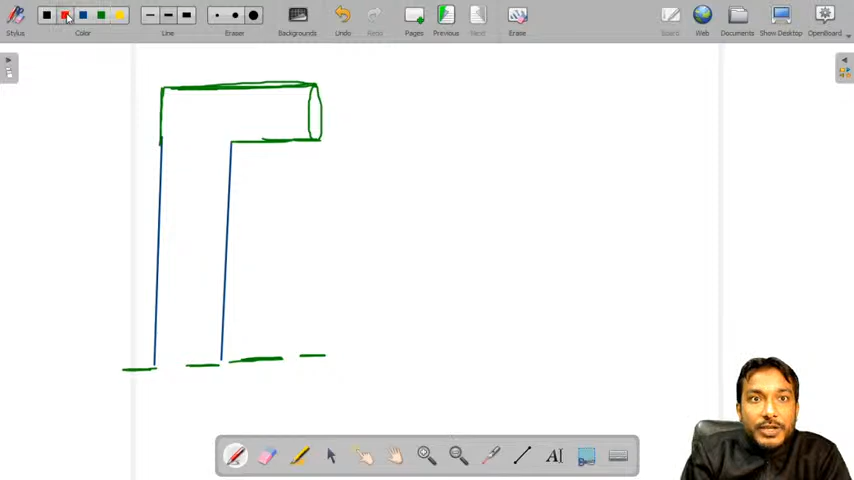 Stylus Color Line Eraser Backgrounds Undo Redo Pages Previous Next Erase Board Web Documents Show Desktop OpenBoard
A